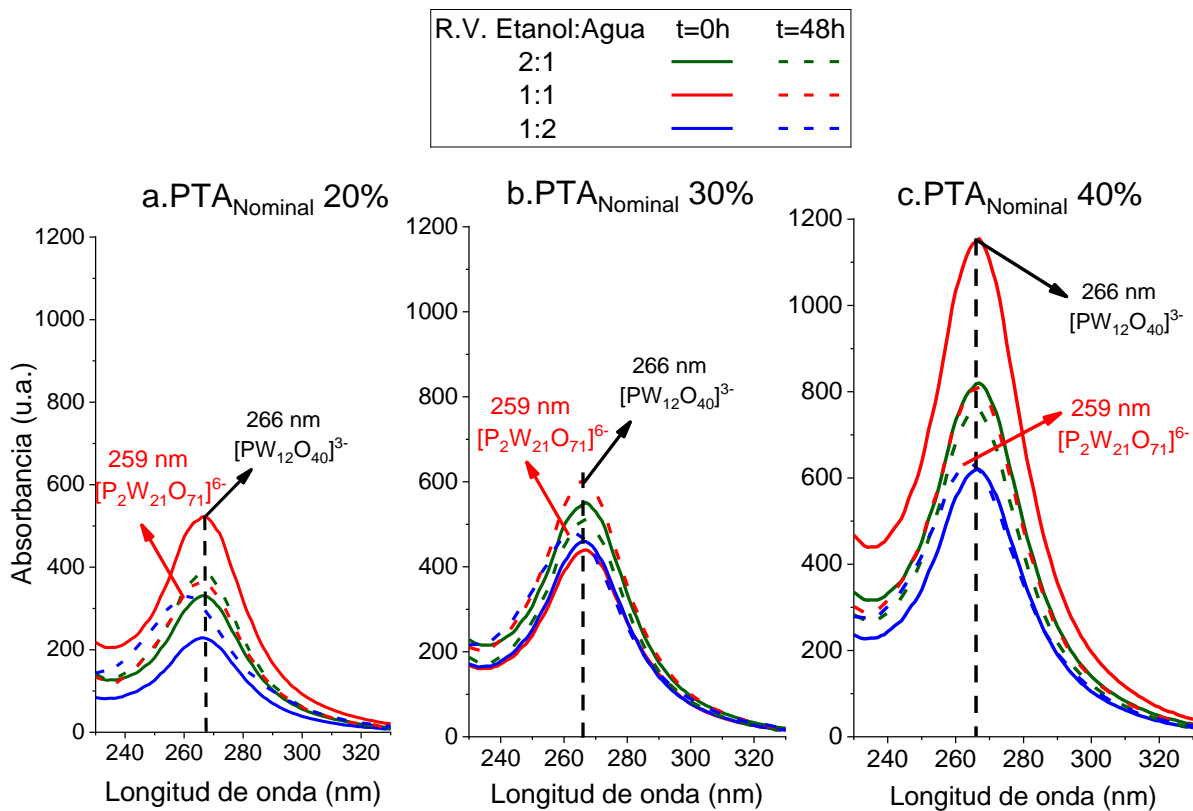 R.V. Etanol:Agua t=0h t=48h
2:1
1:1
1:2
a.PTA_Nominal 20%
b.PTA_Nominal 30%
c.PTA_Nominal 40%
Absorbancia (u.a.)
1200
1000
800
600
400
200
0
259 nm
[P2W21O71]6-
266 nm
[PW12O40]3-
240 260 280 300 320
Longitud de onda (nm)
1200
1000
800
600
400
200
0
259 nm
[P2W21O71]6-
266 nm
[PW12O40]3-
240 260 280 300 320
Longitud de onda (nm)
1200
1000
800
600
400
200
0
266 nm
[PW12O40]3-
259 nm
[P2W21O71]6-
240 260 280 300 320
Longitud de onda (nm)